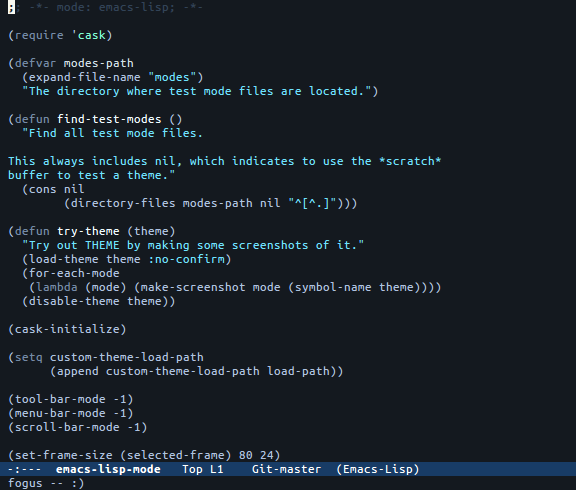 ;; -*- mode: emacs-lisp; -*-
(require 'cask)
(defvar modes-path
  (expand-file-name "modes")
  "The directory where test mode files are located.")
(defun find-test-modes ()
  "Find all test mode files.
This always includes nil, which indicates to use the *scratch*
buffer to test a theme."
  (cons nil
        (directory-files modes-path nil "^[^.]")))
(defun try-theme (theme)
  "Try out THEME by making some screenshots of it."
  (load-theme theme :no-confirm)
  (for-each-mode
   (lambda (mode) (make-screenshot mode (symbol-name theme))))
  (disable-theme theme))
(cask-initialize)
(setq custom-theme-load-path
      (append custom-theme-load-path load-path))
(tool-bar-mode -1)
(menu-bar-mode -1)
(scroll-bar-mode -1)
(set-frame-size (selected-frame) 80 24)
-:---  emacs-lisp-mode   Top L1    Git-master  (Emacs-Lisp)
fogus -- :)